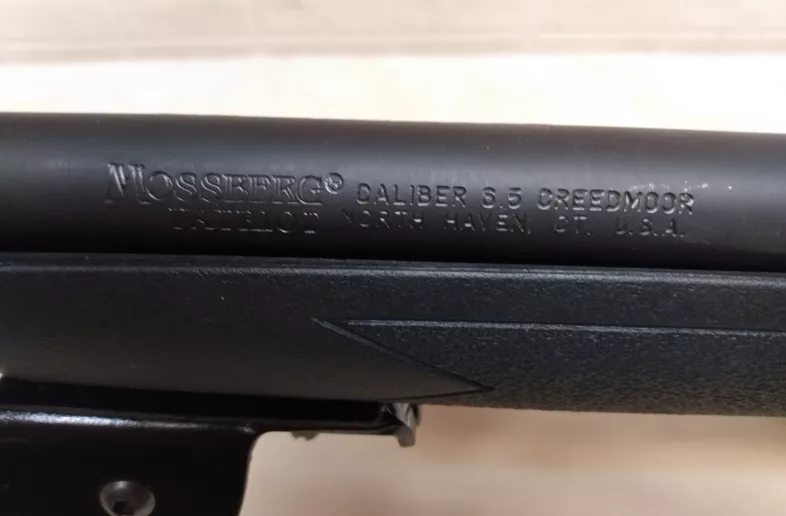 MOSSBERG® CALIBER 6.5 CREEDMOOR
PATRIOT NORTH HAVEN, CT. U.S.A.